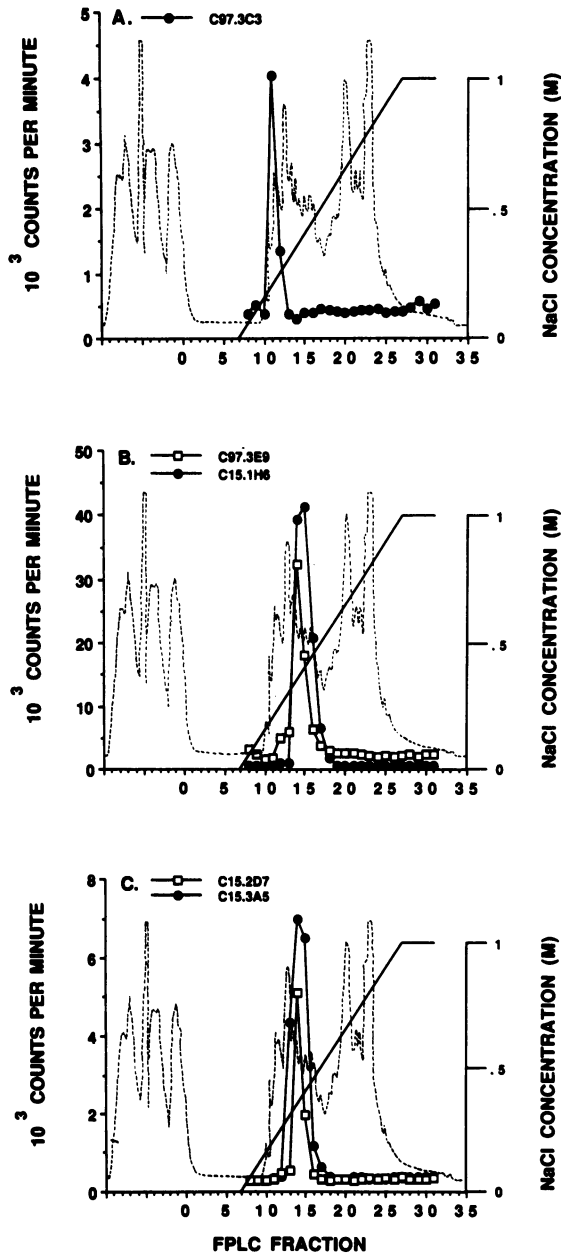 A.
C97.3C3
10 3 COUNTS PER MINUTE
5
4
3
2
1
0
NaCl CONCENTRATION (M)
1
.5
0
0 5 10 15 20 25 30 35
B.
C97.3E9
C15.1H6
10 3 COUNTS PER MINUTE
50
40
30
20
10
0
NaCl CONCENTRATION (M)
1
.5
0
0 5 10 15 20 25 30 35
C.
C15.2D7
C15.3A5
10 3 COUNTS PER MINUTE
8
6
4
2
0
NaCl CONCENTRATION (M)
1
.5
0
0 5 10 15 20 25 30 35
FPLC FRACTION